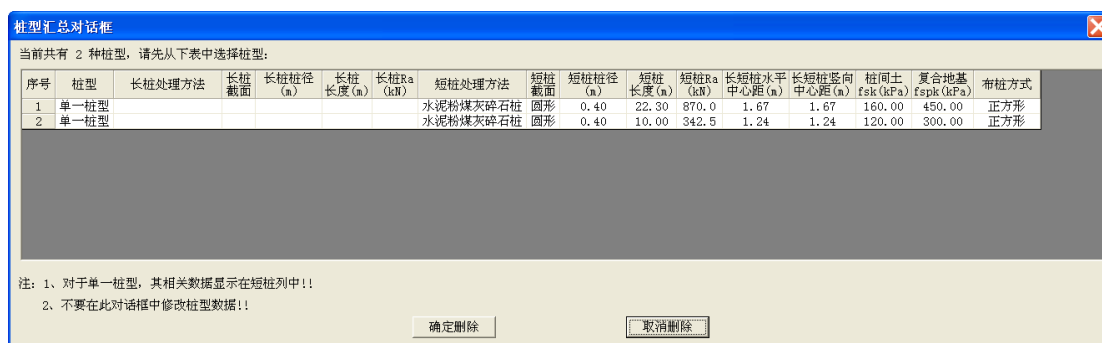 桩型汇总对话框
当前共有 2 种桩型，请先从下表中选择桩型:
序号 桩型 长桩处理方法 长桩截面 长桩桩径(m) 长桩长度(m) 长桩Ra(kN) 短桩处理方法 短桩截面 短桩桩径(m) 短桩长度(m) 短桩Ra(kN) 长短桩水平中心距(m) 长短桩竖向中心距(m) 桩间土fsk(kPa) 复合地基fspk(kPa) 布桩方式
1 单一桩型 水泥粉煤灰碎石桩 圆形 0.40 22.30 870.0 1.67 1.67 160.00 450.00 正方形
2 单一桩型 水泥粉煤灰碎石桩 圆形 0.40 10.00 342.5 1.24 1.24 120.00 300.00 正方形
注: 1、对于单一桩型，其相关数据显示在短桩列中!!
2、不要在此对话框中修改桩型数据!!
确定删除 取消删除